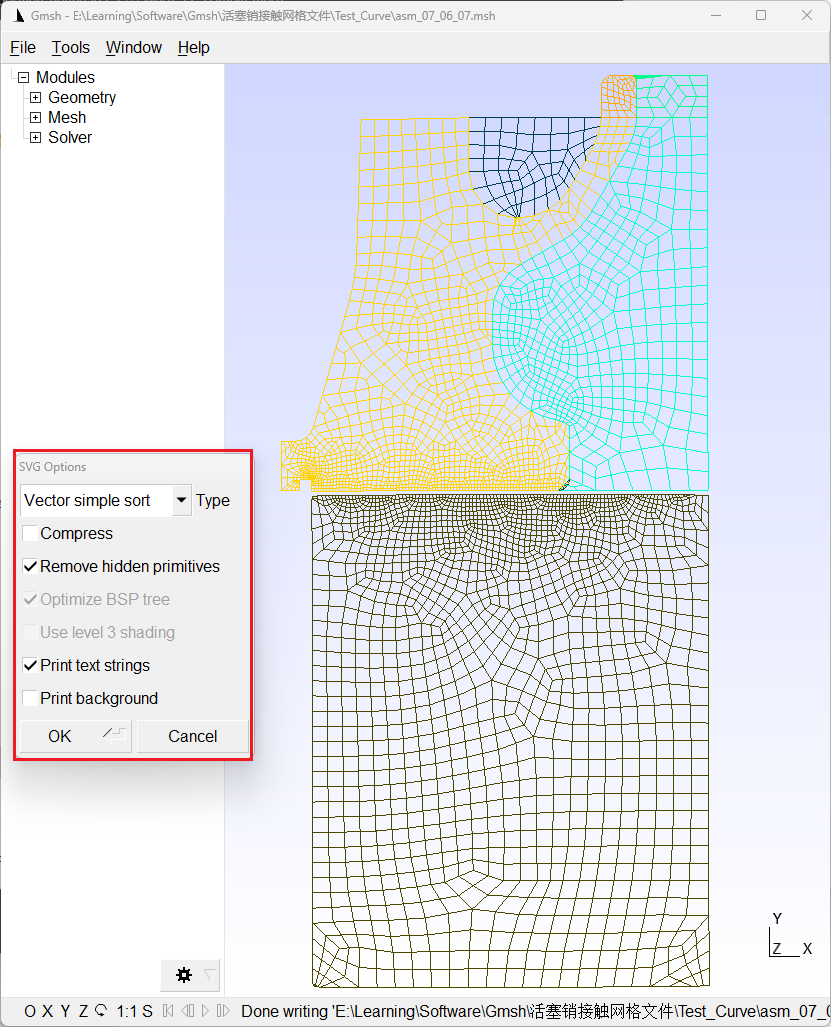 Gmsh - E:\Learning\Software\Gmsh\活塞销接触网格文件\Test_Curve\asm_07_06_07.msh
File Tools Window Help
Modules
Geometry
Mesh
Solver
SVG Options
Vector simple sort Type
Compress
Remove hidden primitives
Optimize BSP tree
Use level 3 shading
Print text strings
Print background
OK Cancel
Y
Z X
O X Y Z 1:1 S Done writing 'E:\Learning\Software\Gmsh\活塞销接触网格文件\Test_Curve\asm_07_0